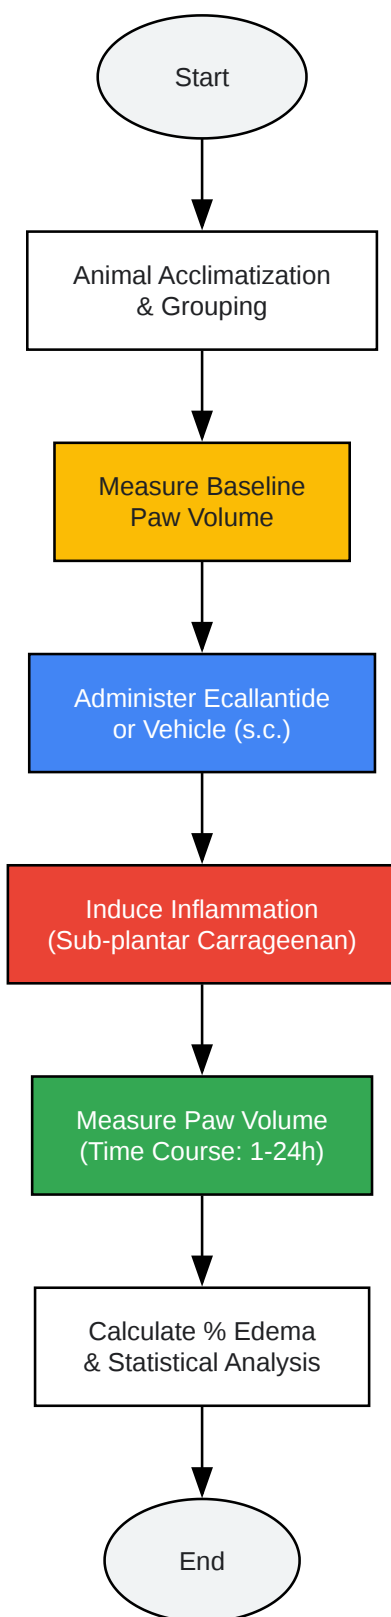 Start
Animal Acclimatization
& Grouping
Measure Baseline
Paw Volume
Administer Ecallantide
or Vehicle (s.c.)
Induce Inflammation
(Sub-plantar Carrageenan)
Measure Paw Volume
(Time Course: 1-24h)
Calculate % Edema
& Statistical Analysis
End